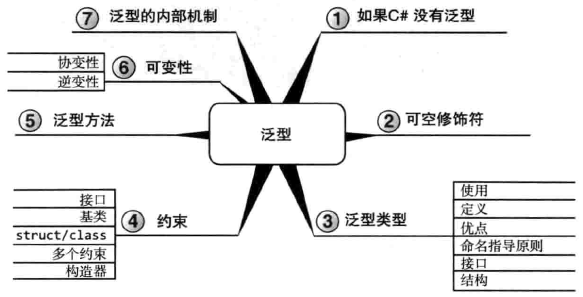 ⑦ 泛型的内部机制
① 如果C# 没有泛型
协变性
逆变性
⑥ 可变性
⑤ 泛型方法
泛型
② 可空修饰符
接口
基类
struct/class
多个约束
构造器
④ 约束
③ 泛型类型
使用
定义
优点
命名指导原则
接口
结构